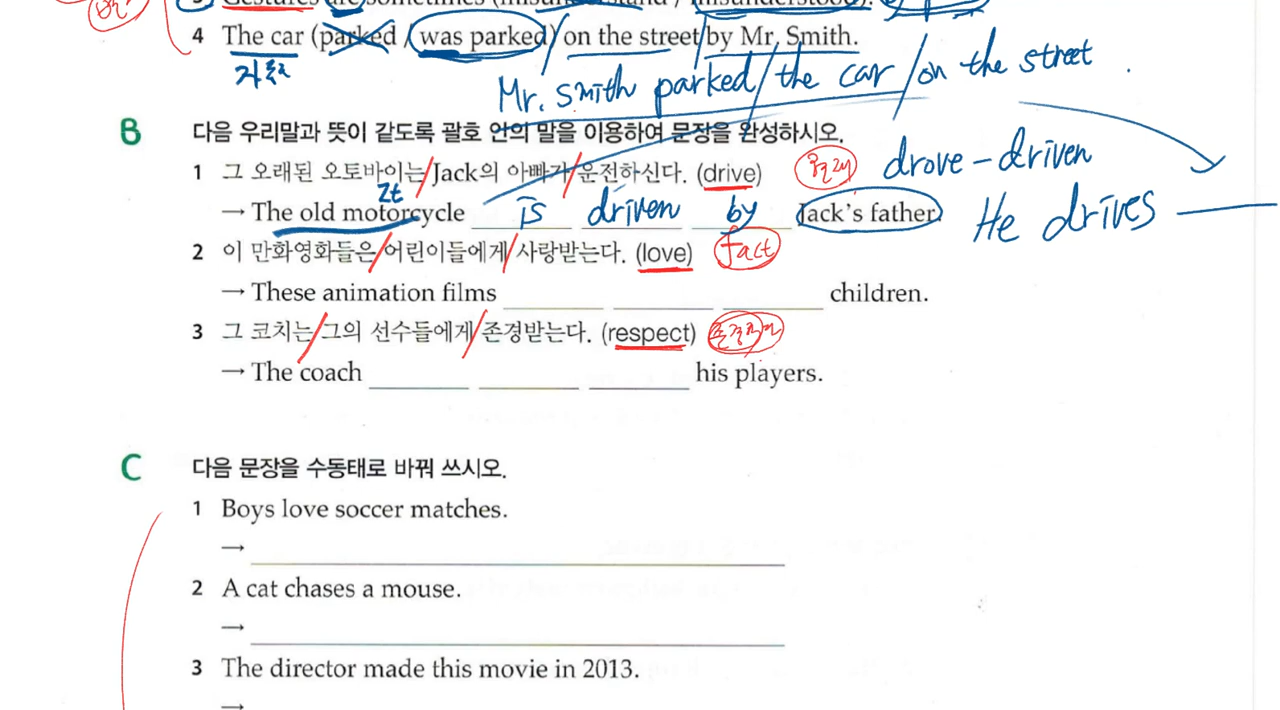 3 Gestures are sometimes (misunderstand / misunderstood).
4 The car (parked / was parked) on the street by Mr. Smith.
Mr. Smith parked / the car / on the street.
B 다음 우리말과 뜻이 같도록 괄호 안의 말을 이용하여 문장을 완성하시오.
1 그 오래된 오토바이는/Jack의 아빠가/운전하신다. (drive) drove - driven
→ The old motorcycle is driven by Jack's father. He drives
2 이 만화영화들은/어린이들에게/사랑받는다. (love) fact
→ These animation films ____ ____ ____ children.
3 그 코치는/그의 선수들에게/존경받는다. (respect)
→ The coach ____ ____ ____ his players.
C 다음 문장을 수동태로 바꿔 쓰시오.
1 Boys love soccer matches.
→
2 A cat chases a mouse.
→
3 The director made this movie in 2013.
→